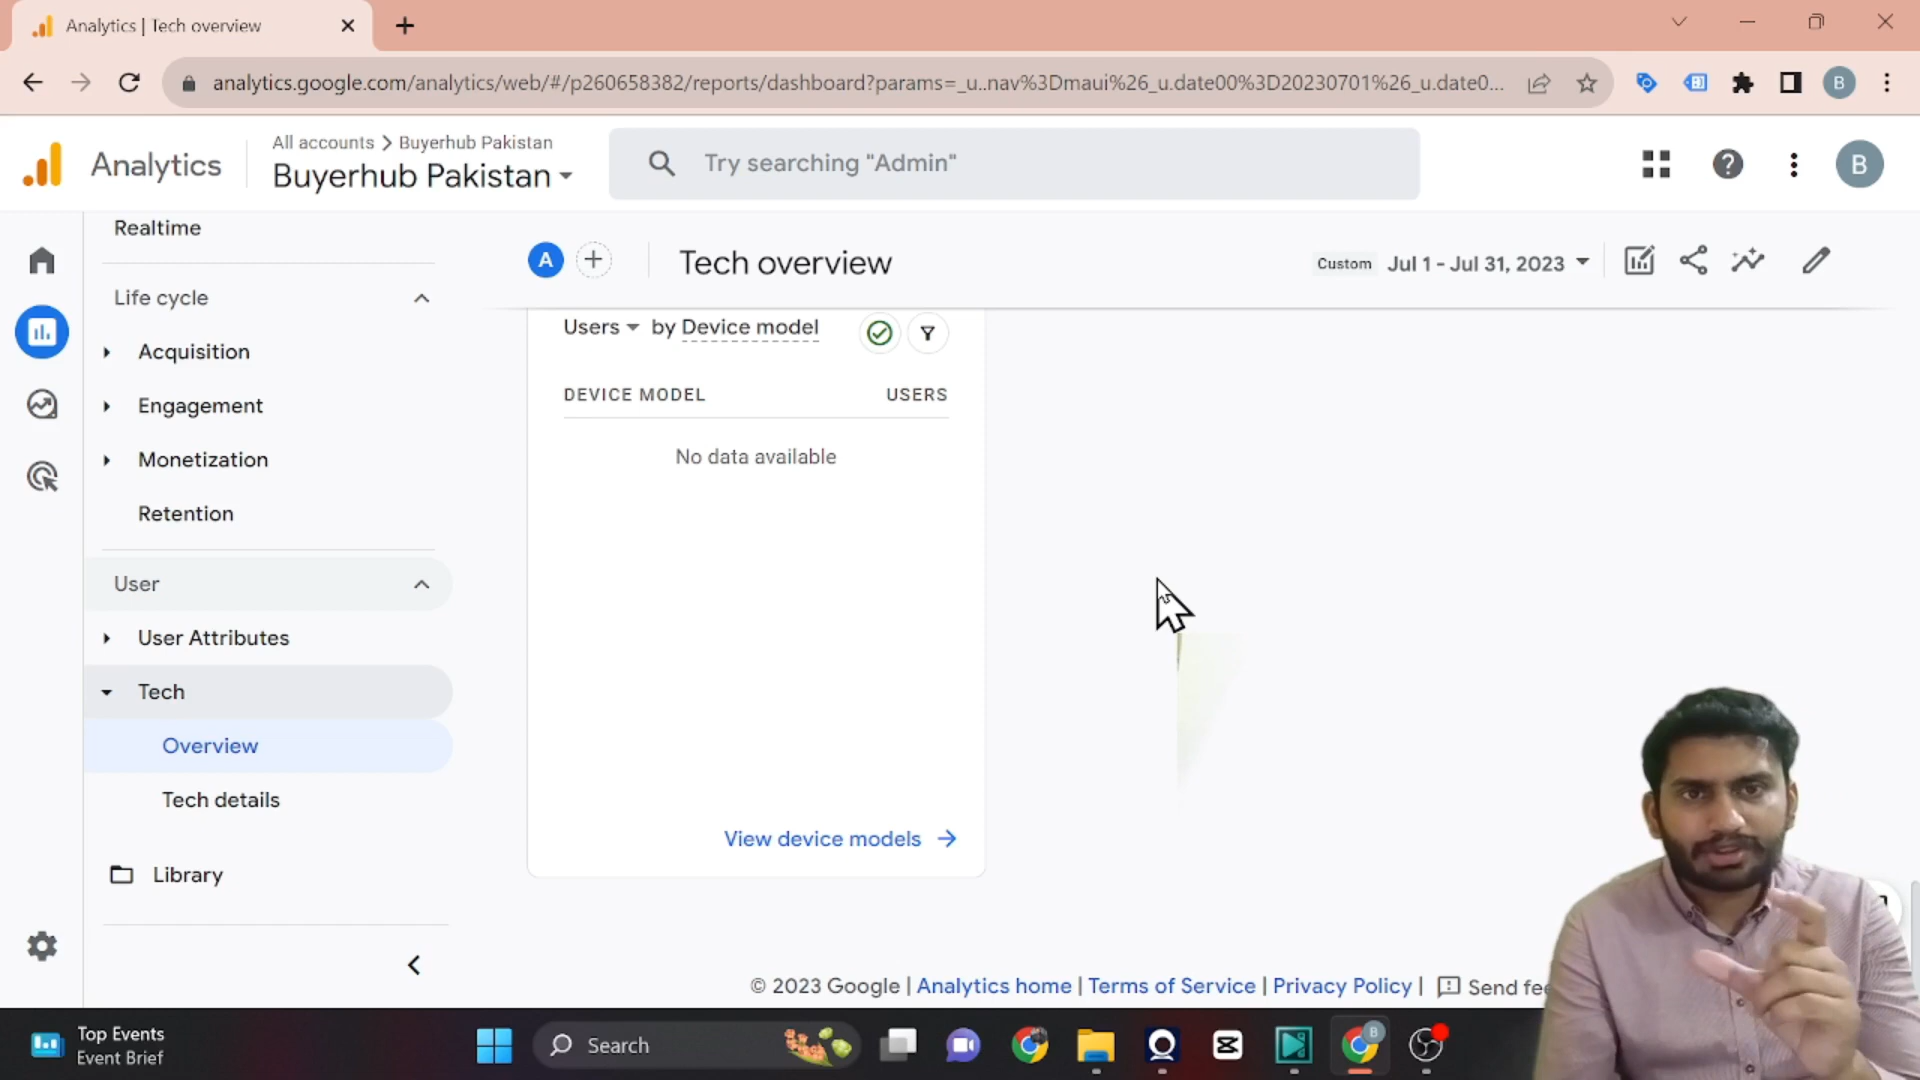 Analytics | Tech overview
analytics.google.com/analytics/web/#/p260658382/reports/dashboard?params=_u..nav%3Dmaui%26_u.date00%3D20230701%26_u.date0...
B
Analytics
All accounts > Buyerhub Pakistan
Buyerhub Pakistan
Try searching "Admin"
B
Realtime
Life cycle
Acquisition
Engagement
Monetization
Retention
User
User Attributes
Tech
Overview
Tech details
Library
A
Tech overview
Custom Jul 1 - Jul 31, 2023
Users by Device model
DEVICE MODEL USERS
No data available
View device models
© 2023 Google | Analytics home | Terms of Service | Privacy Policy | Send
Top Events
Event Brief
Search
B